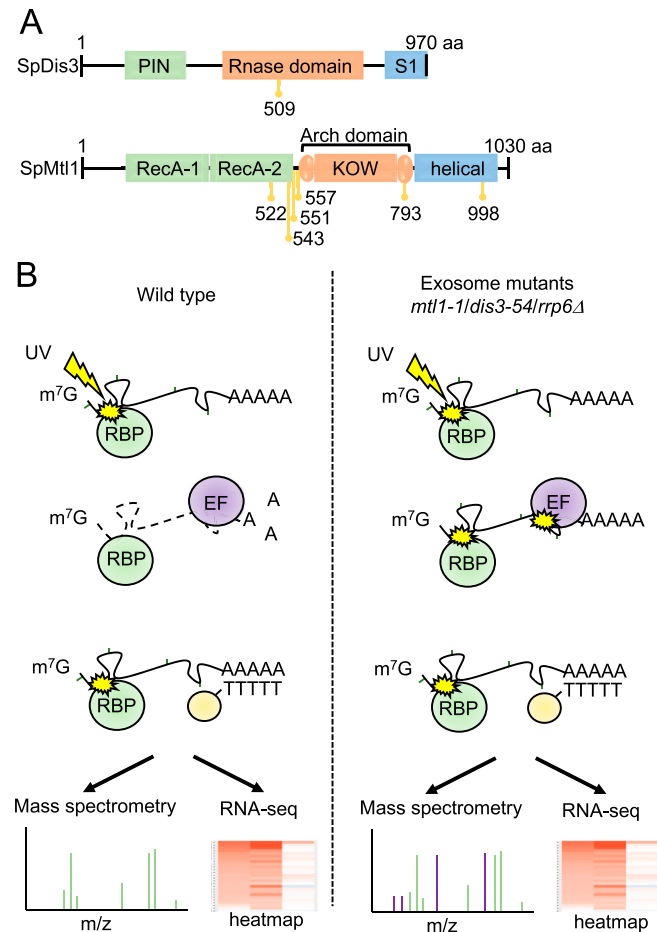 A
1
970 aa
SpDis3
PIN
Rnase domain
S1
509
1
Arch domain
1030 aa
SpMtl1
RecA-1
RecA-2
KOW
helical
557
522
551
793
998
543
B
Wild type
Exosome mutants
mtl1-1/dis3-54/rrp6Δ
UV
m⁷G
AAAAA
RBP
UV
m⁷G
AAAAA
RBP
m⁷G
EF
A
A
A
RBP
m⁷G
EF
AAAAA
RBP
m⁷G
AAAAA
TTTTT
RBP
m⁷G
AAAAA
TTTTT
RBP
Mass spectrometry
RNA-seq
m/z
heatmap
Mass spectrometry
RNA-seq
m/z
heatmap